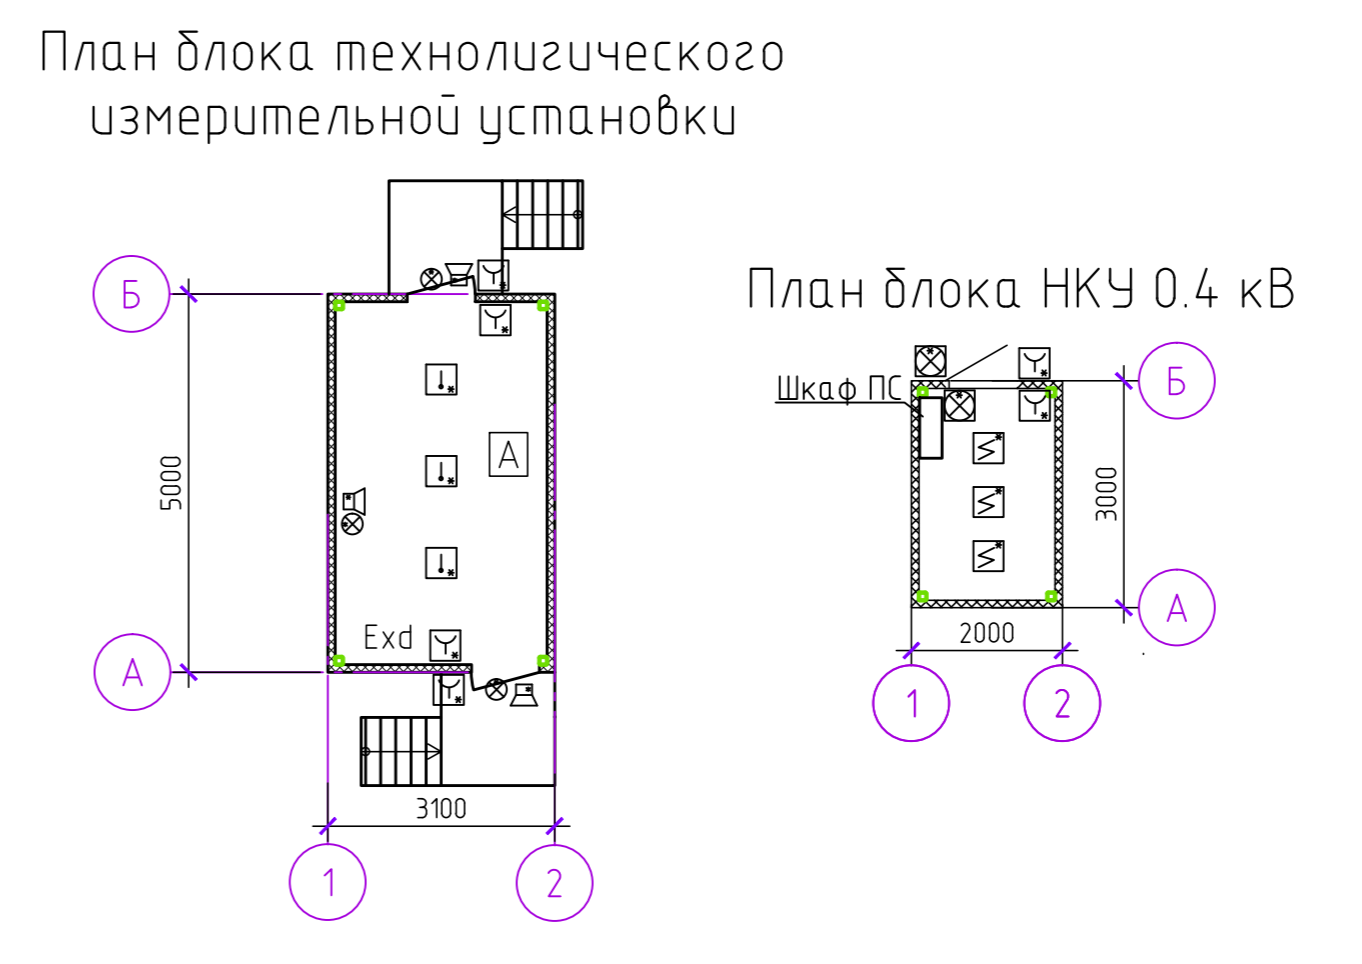 План блока технолигического
измерительной установки
План блока НКУ 0.4 кВ
Шкаф ПС
Б
А
5000
А
Exd
3100
1
2
Б
А
3000
2000
1
2